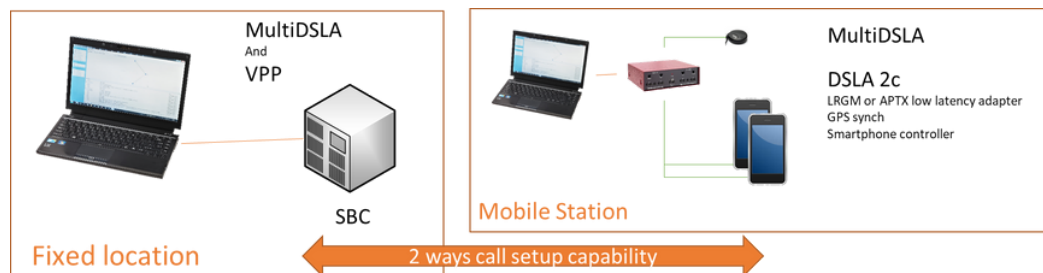 MultiDSLA
And
VPP
SBC
Fixed location
MultiDSLA
DSLA 2c
LRGM or APTX low latency adapter
GPS synch
Smartphone controller
Mobile Station
2 ways call setup capability